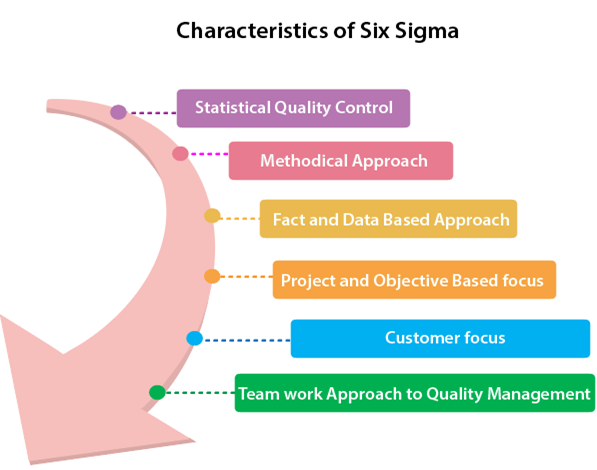 Characteristics of Six Sigma
Statistical Quality Control
Methodical Approach
Fact and Data Based Approach
Project and Objective Based focus
Customer focus
Team work Approach to Quality Management